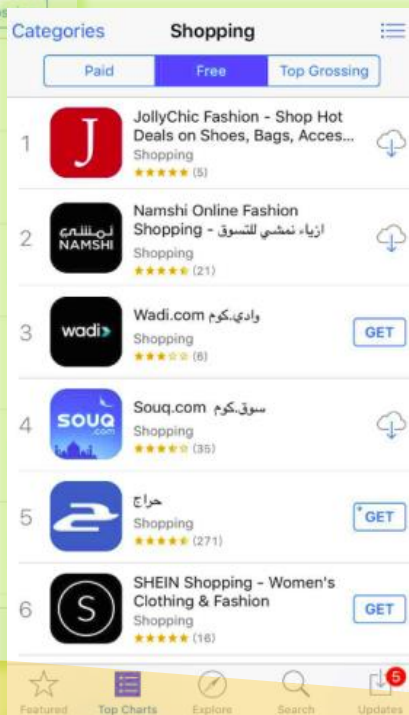 Categories
Shopping
Paid
Free
Top Grossing
1
J
JollyChic Fashion - Shop Hot
Deals on Shoes, Bags, Acces...
Shopping
★★★★★ (5)
2
نمشي
NAMSHI
Namshi Online Fashion
Shopping - ازياء نمشي للتسوق
Shopping
(21)
3
wadi
Wadi.com وادي.كوم
Shopping
(6)
GET
4
souq
.com
Souq.com سوق.كوم
Shopping
(35)
5
حراج
Shopping
(271)
GET
6
S
SHEIN Shopping - Women's
Clothing & Fashion
Shopping
★★★★★ (16)
GET
Featured
Top Charts
Explore
Search
5
Updates